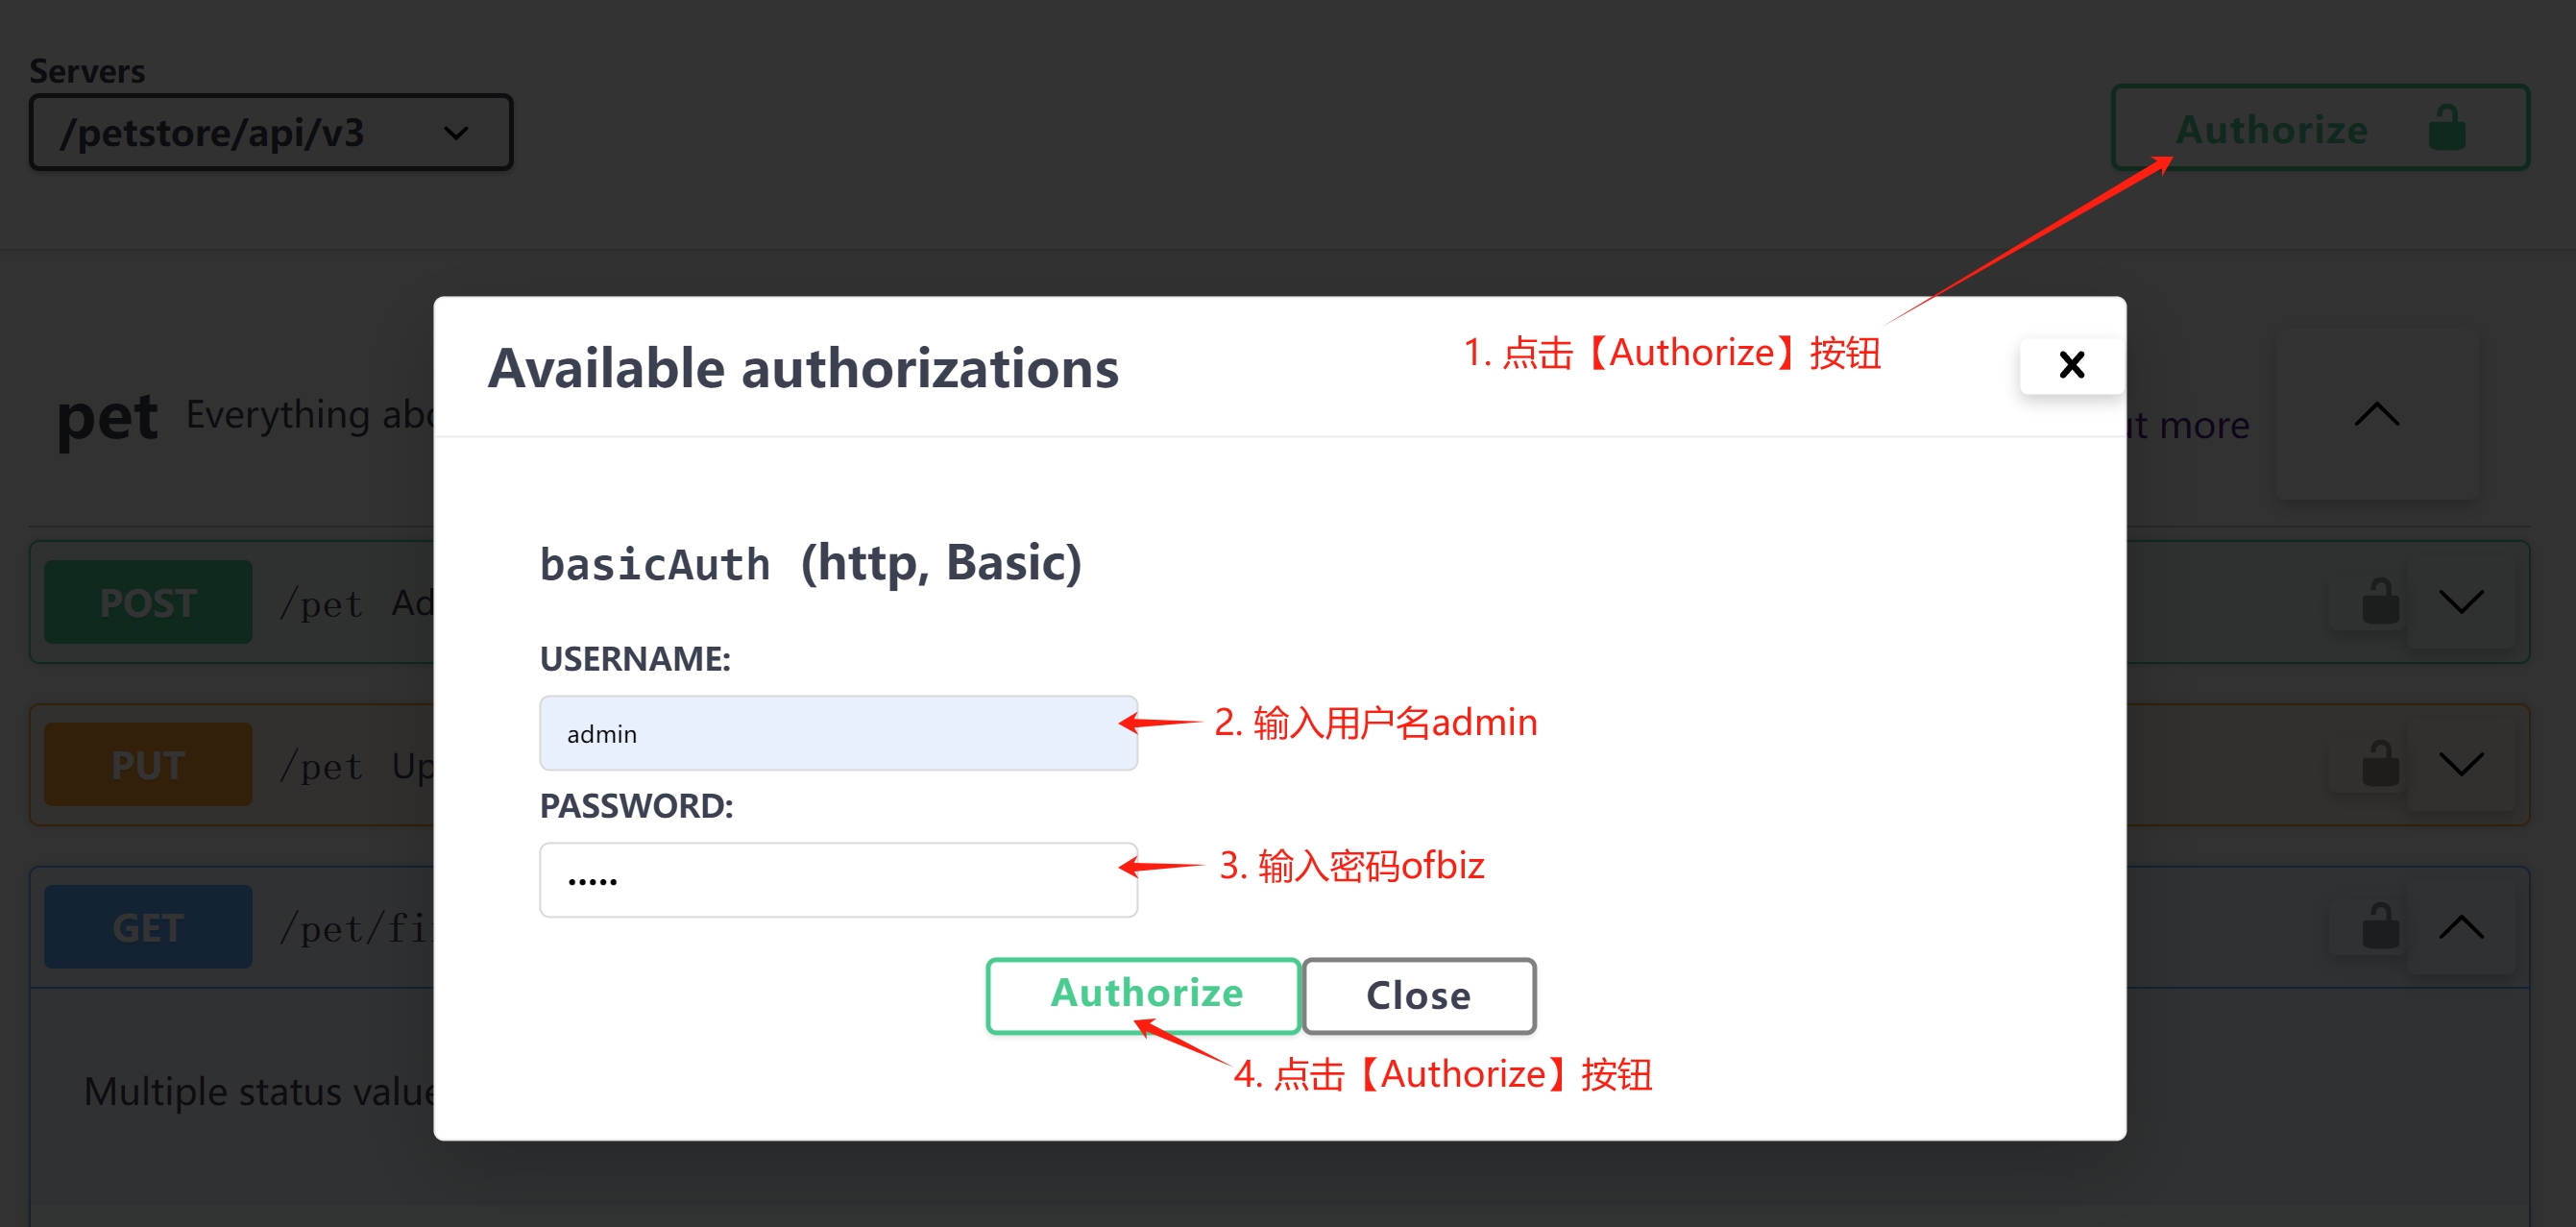 Servers
/petstore/api/v3
Authorize
1. 点击【Authorize】按钮
Available authorizations
pet Everything abo
ut more
basicAuth (http, Basic)
POST /pet Ad
USERNAME:
admin
2. 输入用户名admin
PUT /pet Up
PASSWORD:
•••••
3. 输入密码ofbiz
GET /pet/fi
Authorize
Close
4. 点击【Authorize】按钮
Multiple status value